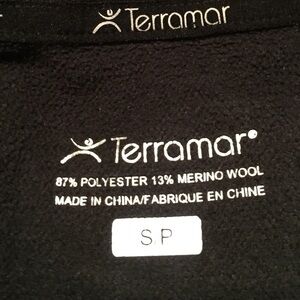 Terramar
Terramar®
87% POLYESTER 13% MERINO WOOL
MADE IN CHINA/FABRIQUE EN CHINE
S/P